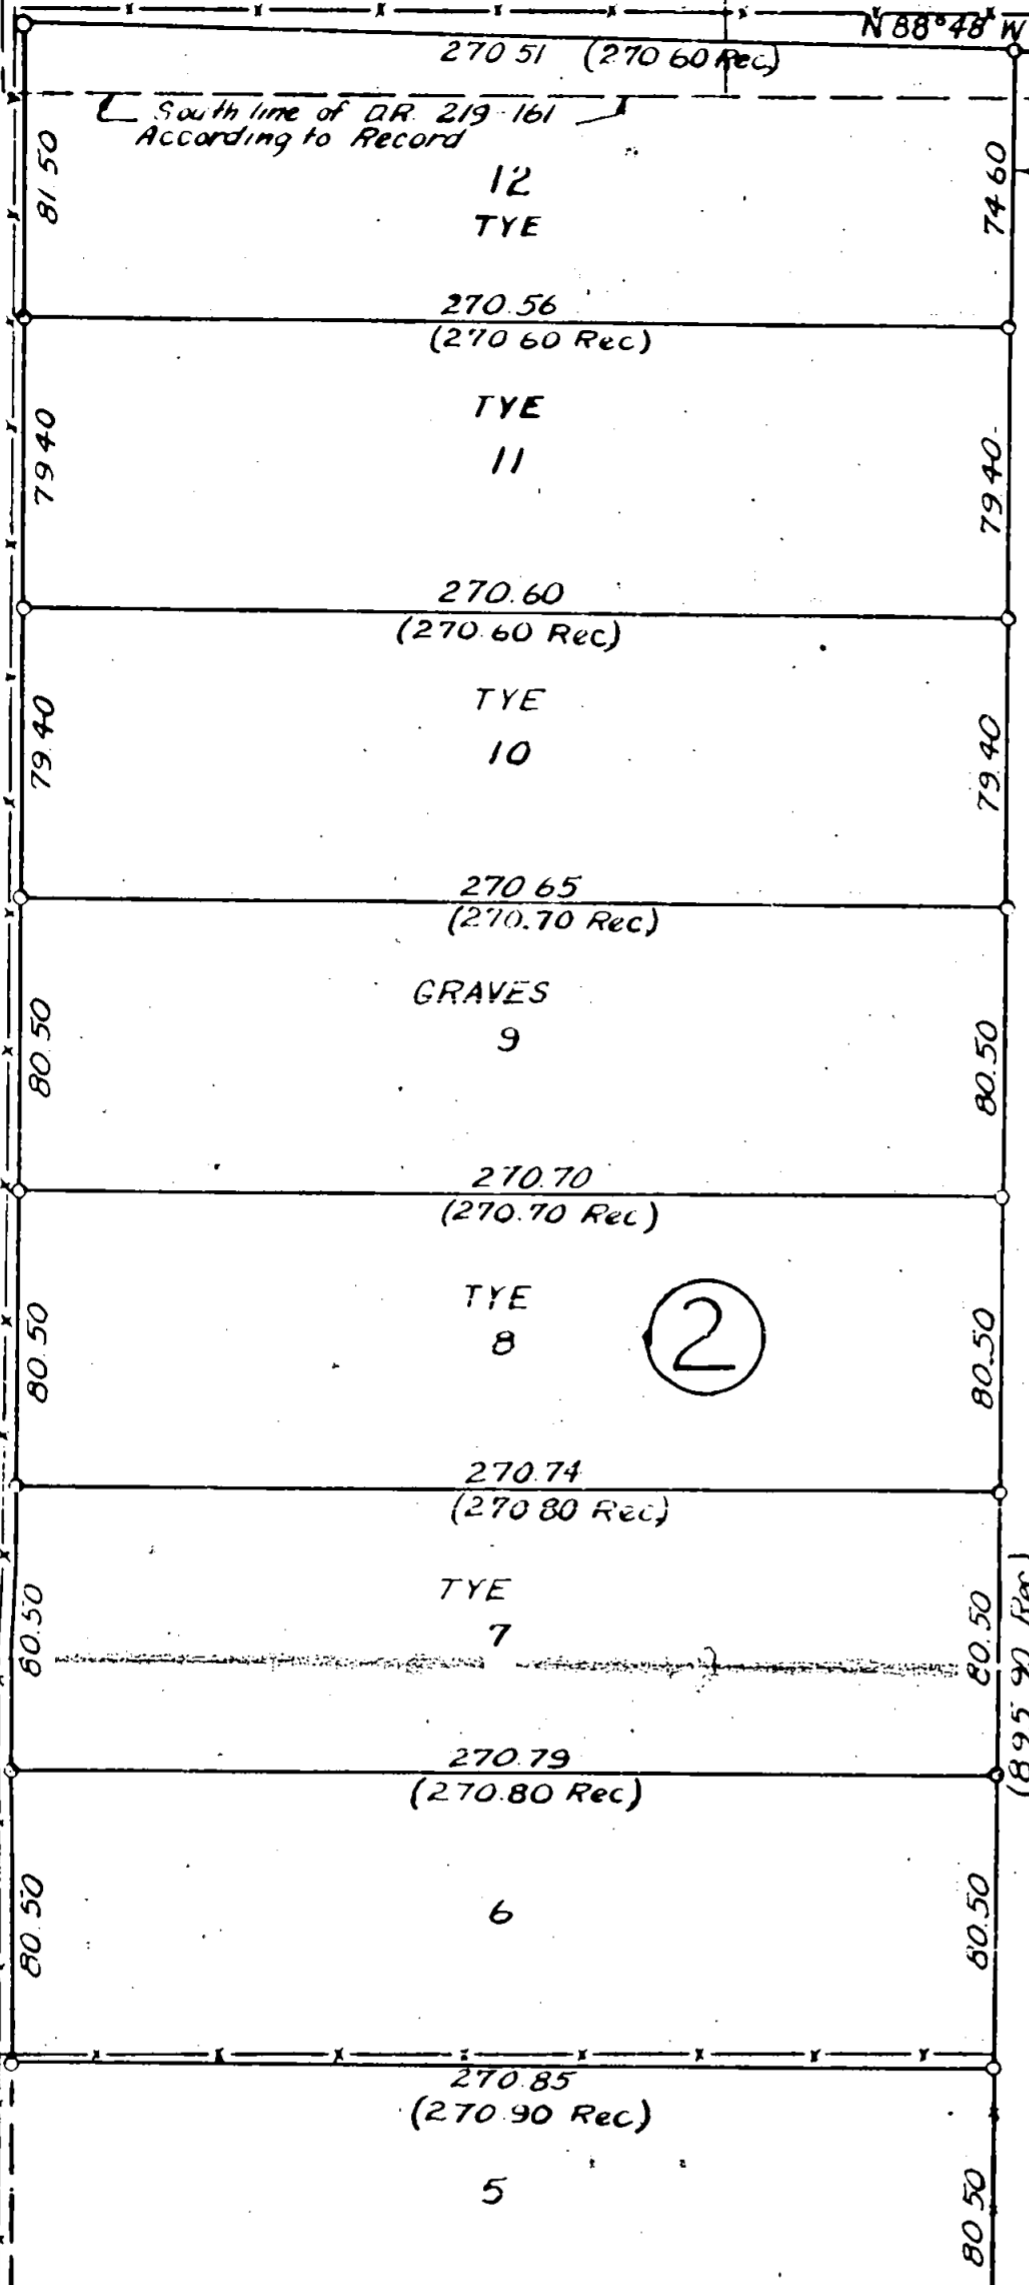 N 88°48' W
270 51 (270 60 Rec)
South line of D.R. 219-161
According to Record
81.50
74 60
12
TYE
270.56
(270 60 Rec)
TYE
11
79 40
79.40
270.60
(270.60 Rec)
TYE
10
79.40
79.40
270 65
(270.70 Rec)
GRAVES
9
80.50
80.50
270.70
(270.70 Rec)
TYE
8
2
80.50
80.50
270.74
(270 80 Rec)
TYE
7
80.50
80.50
(895 90 Rec)
270.79
(270.80 Rec)
6
80.50
80.50
270.85
(270.90 Rec)
5
80 50